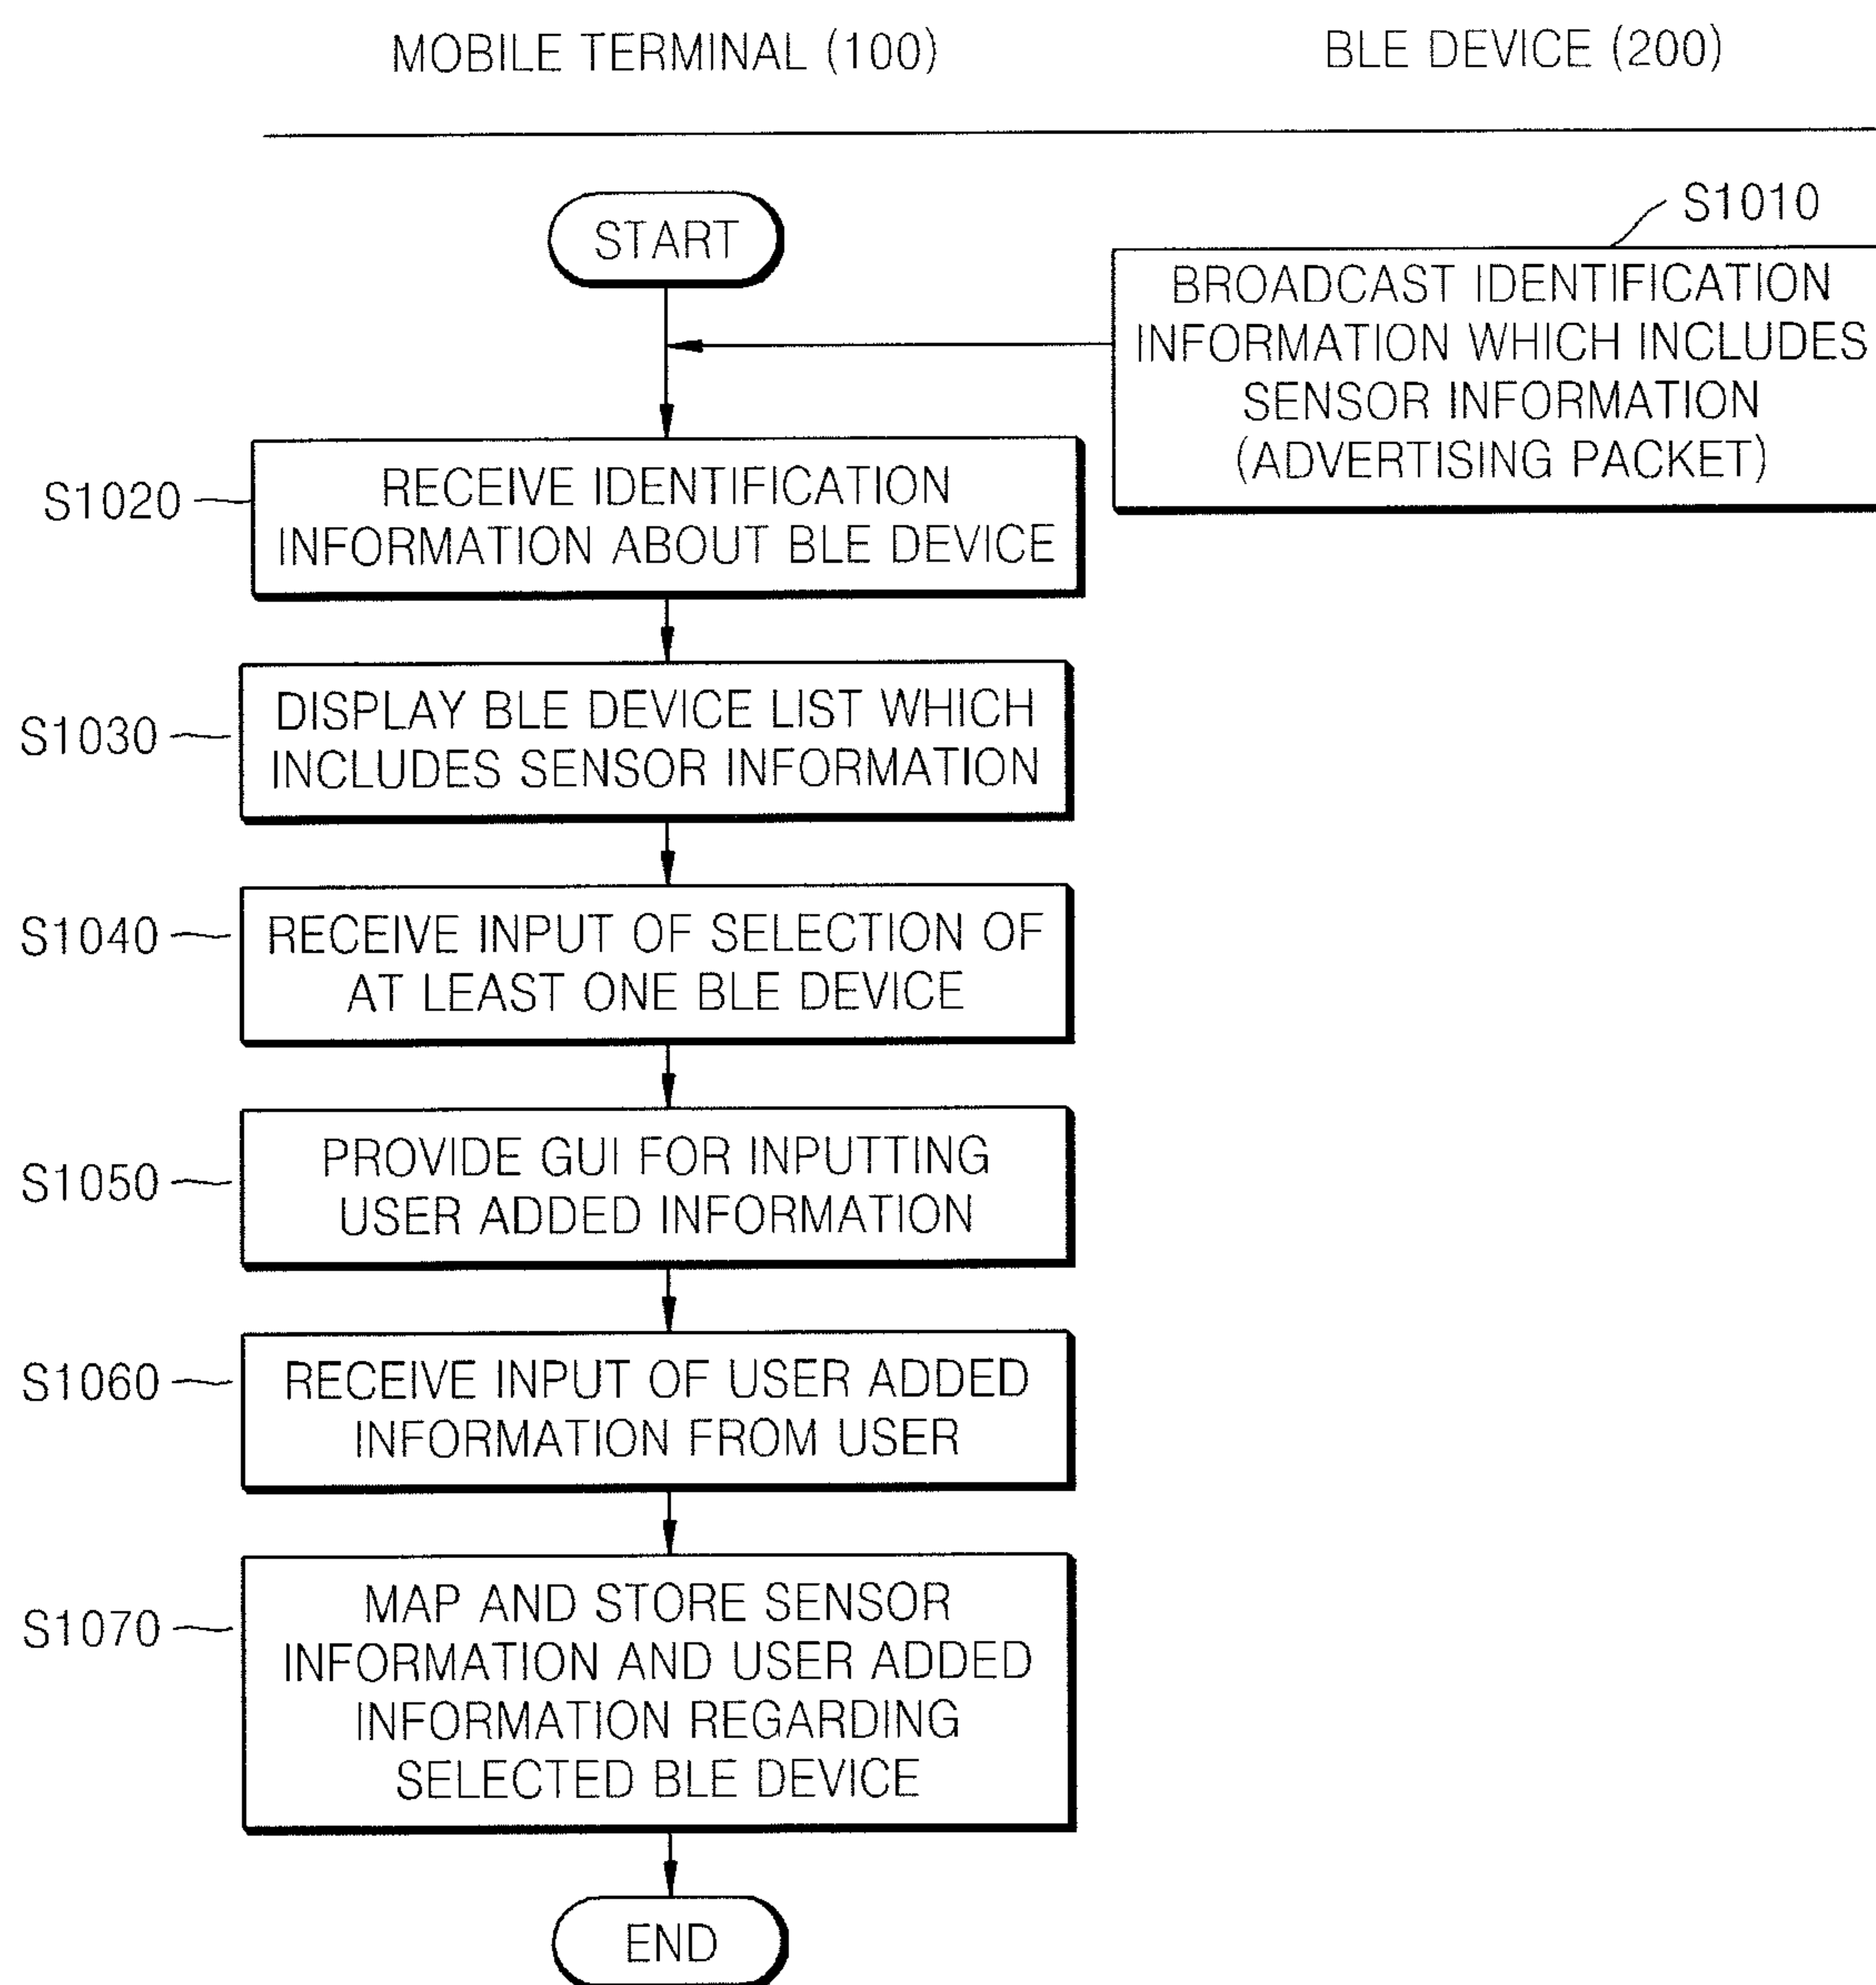 MOBILE TERMINAL (100)
BLE DEVICE (200)
START
S1010
BROADCAST IDENTIFICATION
INFORMATION WHICH INCLUDES
SENSOR INFORMATION
(ADVERTISING PACKET)
S1020
RECEIVE IDENTIFICATION
INFORMATION ABOUT BLE DEVICE
S1030
DISPLAY BLE DEVICE LIST WHICH
INCLUDES SENSOR INFORMATION
S1040
RECEIVE INPUT OF SELECTION OF
AT LEAST ONE BLE DEVICE
S1050
PROVIDE GUI FOR INPUTTING
USER ADDED INFORMATION
S1060
RECEIVE INPUT OF USER ADDED
INFORMATION FROM USER
S1070
MAP AND STORE SENSOR
INFORMATION AND USER ADDED
INFORMATION REGARDING
SELECTED BLE DEVICE
END